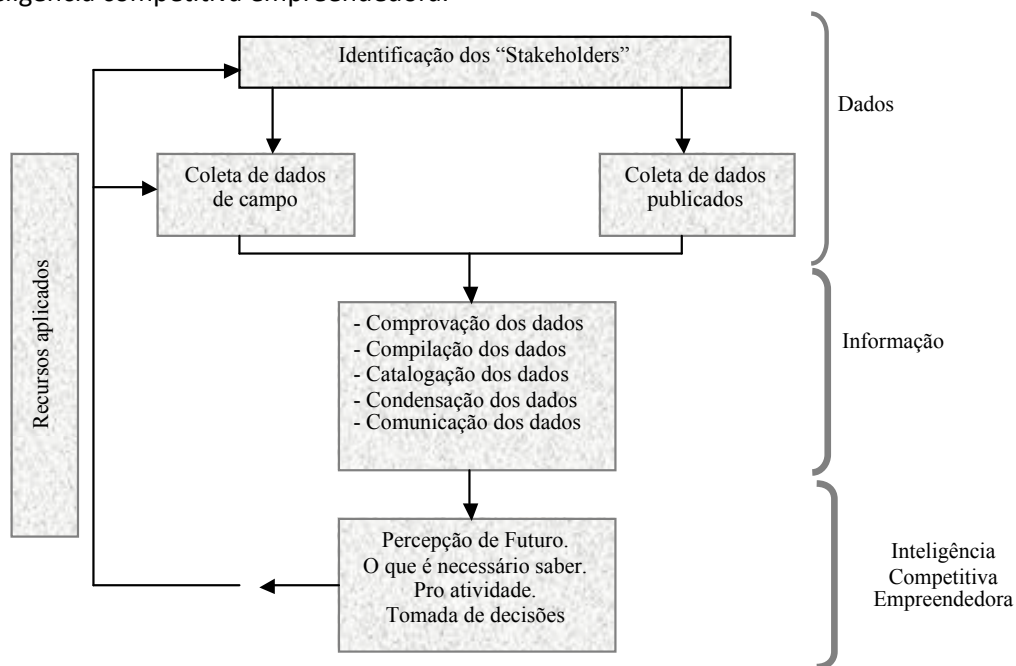 eligência competitiva empreendedora.
Identificação dos “Stakeholders”
Dados
Coleta de dados
de campo
Coleta de dados
publicados
Recursos aplicados
- Comprovação dos dados
- Compilação dos dados
- Catalogação dos dados
- Condensação dos dados
- Comunicação dos dados
Informação
Percepção de Futuro.
O que é necessário saber.
Pro atividade.
Tomada de decisões
Inteligência
Competitiva
Empreendedora